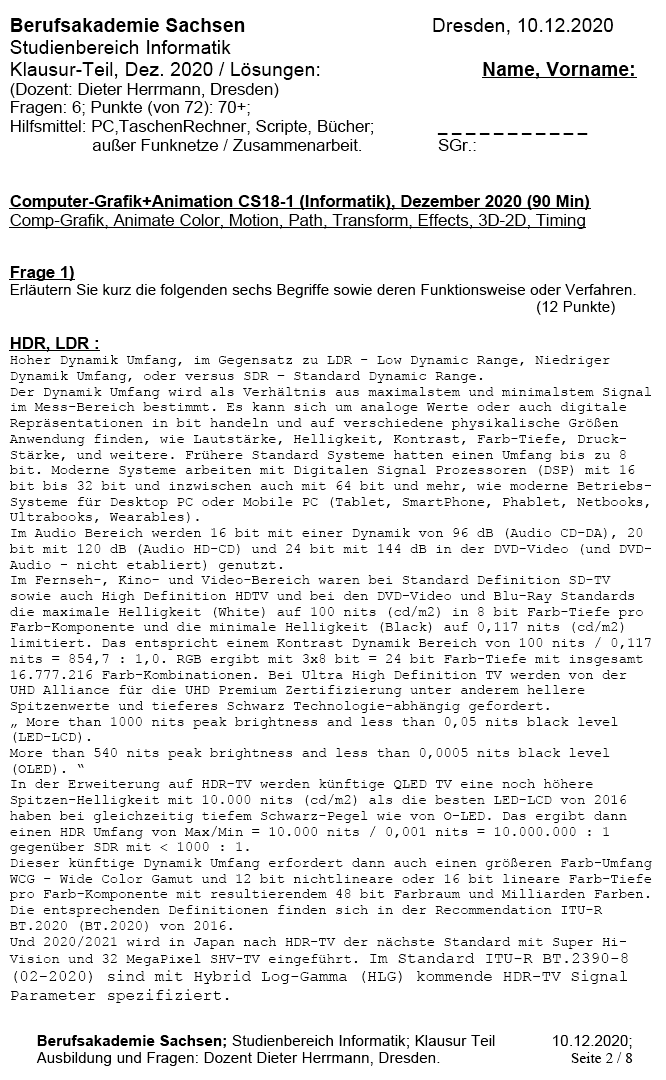 Berufsakademie Sachsen Dresden, 10.12.2020
Studienbereich Informatik
Klausur-Teil, Dez. 2020 / Lösungen: Name, Vorname:
(Dozent: Dieter Herrmann, Dresden)
Fragen: 6; Punkte (von 72): 70+;
Hilfsmittel: PC,TaschenRechner, Scripte, Bücher; _ _ _ _ _ _ _ _ _ _ _
außer Funknetze / Zusammenarbeit. SGr.:
Computer-Grafik+Animation CS18-1 (Informatik), Dezember 2020 (90 Min)
Comp-Grafik, Animate Color, Motion, Path, Transform, Effects, 3D-2D, Timing
Frage 1)
Erläutern Sie kurz die folgenden sechs Begriffe sowie deren Funktionsweise oder Verfahren.
(12 Punkte)
HDR, LDR :
Hoher Dynamik Umfang, im Gegensatz zu LDR – Low Dynamic Range, Niedriger
Dynamik Umfang, oder versus SDR – Standard Dynamic Range.
Der Dynamik Umfang wird als Verhältnis aus maximalstem und minimalstem Signal
im Mess-Bereich bestimmt. Es kann sich um analoge Werte oder auch digitale
Repräsentationen in bit handeln und auf verschiedene physikalische Größen
Anwendung finden, wie Lautstärke, Helligkeit, Kontrast, Farb-Tiefe, Druck-
Stärke, und weitere. Frühere Standard Systeme hatten einen Umfang bis zu 8
bit. Moderne Systeme arbeiten mit Digitalen Signal Prozessoren (DSP) mit 16
bit bis 32 bit und inzwischen auch mit 64 bit und mehr, wie moderne Betriebs-
Systeme für Desktop PC oder Mobile PC (Tablet, SmartPhone, Phablet, Netbooks,
Ultrabooks, Wearables).
Im Audio Bereich werden 16 bit mit einer Dynamik von 96 dB (Audio CD-DA), 20
bit mit 120 dB (Audio HD-CD) und 24 bit mit 144 dB in der DVD-Video (und DVD-
Audio - nicht etabliert) genutzt.
Im Fernseh-, Kino- und Video-Bereich waren bei Standard Definition SD-TV
sowie auch High Definition HDTV und bei den DVD-Video und Blu-Ray Standards
die maximale Helligkeit (White) auf 100 nits (cd/m2) in 8 bit Farb-Tiefe pro
Farb-Komponente und die minimale Helligkeit (Black) auf 0,117 nits (cd/m2)
limitiert. Das entspricht einem Kontrast Dynamik Bereich von 100 nits / 0,117
nits = 854,7 : 1,0. RGB ergibt mit 3x8 bit = 24 bit Farb-Tiefe mit insgesamt
16.777.216 Farb-Kombinationen. Bei Ultra High Definition TV werden von der
UHD Alliance für die UHD Premium Zertifizierung unter anderem hellere
Spitzenwerte und tieferes Schwarz Technologie-abhängig gefordert.
„ More than 1000 nits peak brightness and less than 0,05 nits black level
(LED-LCD).
More than 540 nits peak brightness and less than 0,0005 nits black level
(OLED). “
In der Erweiterung auf HDR-TV werden künftige QLED TV eine noch höhere
Spitzen-Helligkeit mit 10.000 nits (cd/m2) als die besten LED-LCD von 2016
haben bei gleichzeitig tiefem Schwarz-Pegel wie von O-LED. Das ergibt dann
einen HDR Umfang von Max/Min = 10.000 nits / 0,001 nits = 10.000.000 : 1
gegenüber SDR mit < 1000 : 1.
Dieser künftige Dynamik Umfang erfordert dann auch einen größeren Farb-Umfang
WCG – Wide Color Gamut und 12 bit nichtlineare oder 16 bit lineare Farb-Tiefe
pro Farb-Komponente mit resultierendem 48 bit Farbraum und Milliarden Farben.
Die entsprechenden Definitionen finden sich in der Recommendation ITU-R
BT.2020 (BT.2020) von 2016.
Und 2020/2021 wird in Japan nach HDR-TV der nächste Standard mit Super Hi-
Vision und 32 MegaPixel SHV-TV eingeführt. Im Standard ITU-R BT.2390-8
(02-2020) sind mit Hybrid Log-Gamma (HLG) kommende HDR-TV Signal
Parameter spezifiziert.
Berufsakademie Sachsen; Studienbereich Informatik; Klausur Teil 10.12.2020;
Ausbildung und Fragen: Dozent Dieter Herrmann, Dresden. Seite 2 / 8